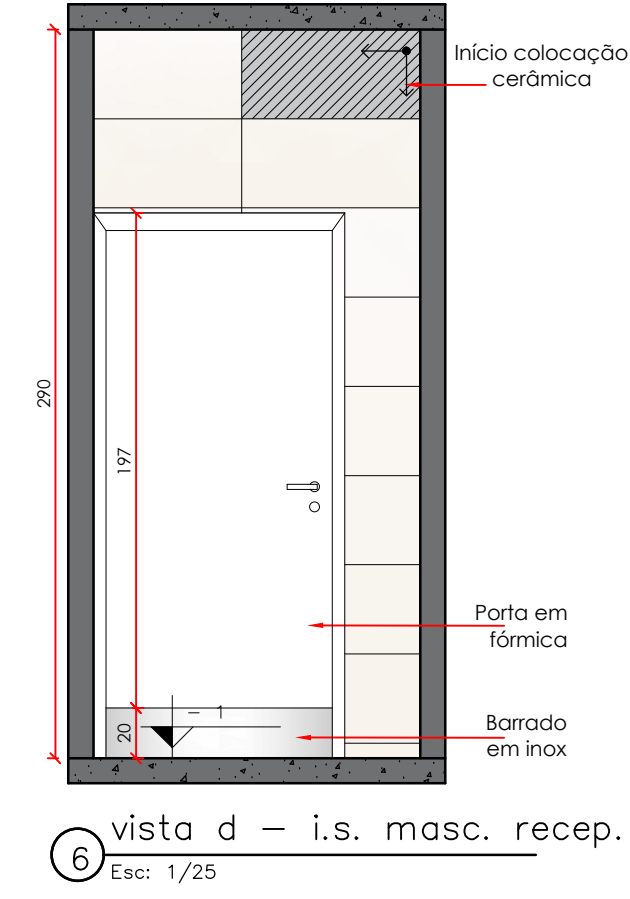 Início colocação
cerâmica
290
197
Porta em
fórmica
20
- 1
Barrado
em inox
6
vista d - i.s. masc. recep.
Esc: 1/25